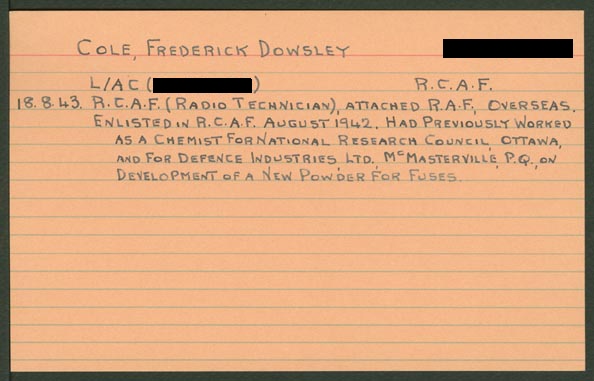 COLE, FREDERICK DOWSLEY
L/AC ( ) R.C.A.F.
18.8.43. R.C.A.F. (RADIO TECHNICIAN), ATTACHED R.A.F., OVERSEAS.
ENLISTED IN R.C.A.F. AUGUST 1942. HAD PREVIOUSLY WORKED
AS A CHEMIST FOR NATIONAL RESEARCH COUNCIL, OTTAWA,
AND FOR DEFENCE INDUSTRIES LTD., McMASTERVILLE, P.Q., ON
DEVELOPMENT OF A NEW POWDER FOR FUSES.